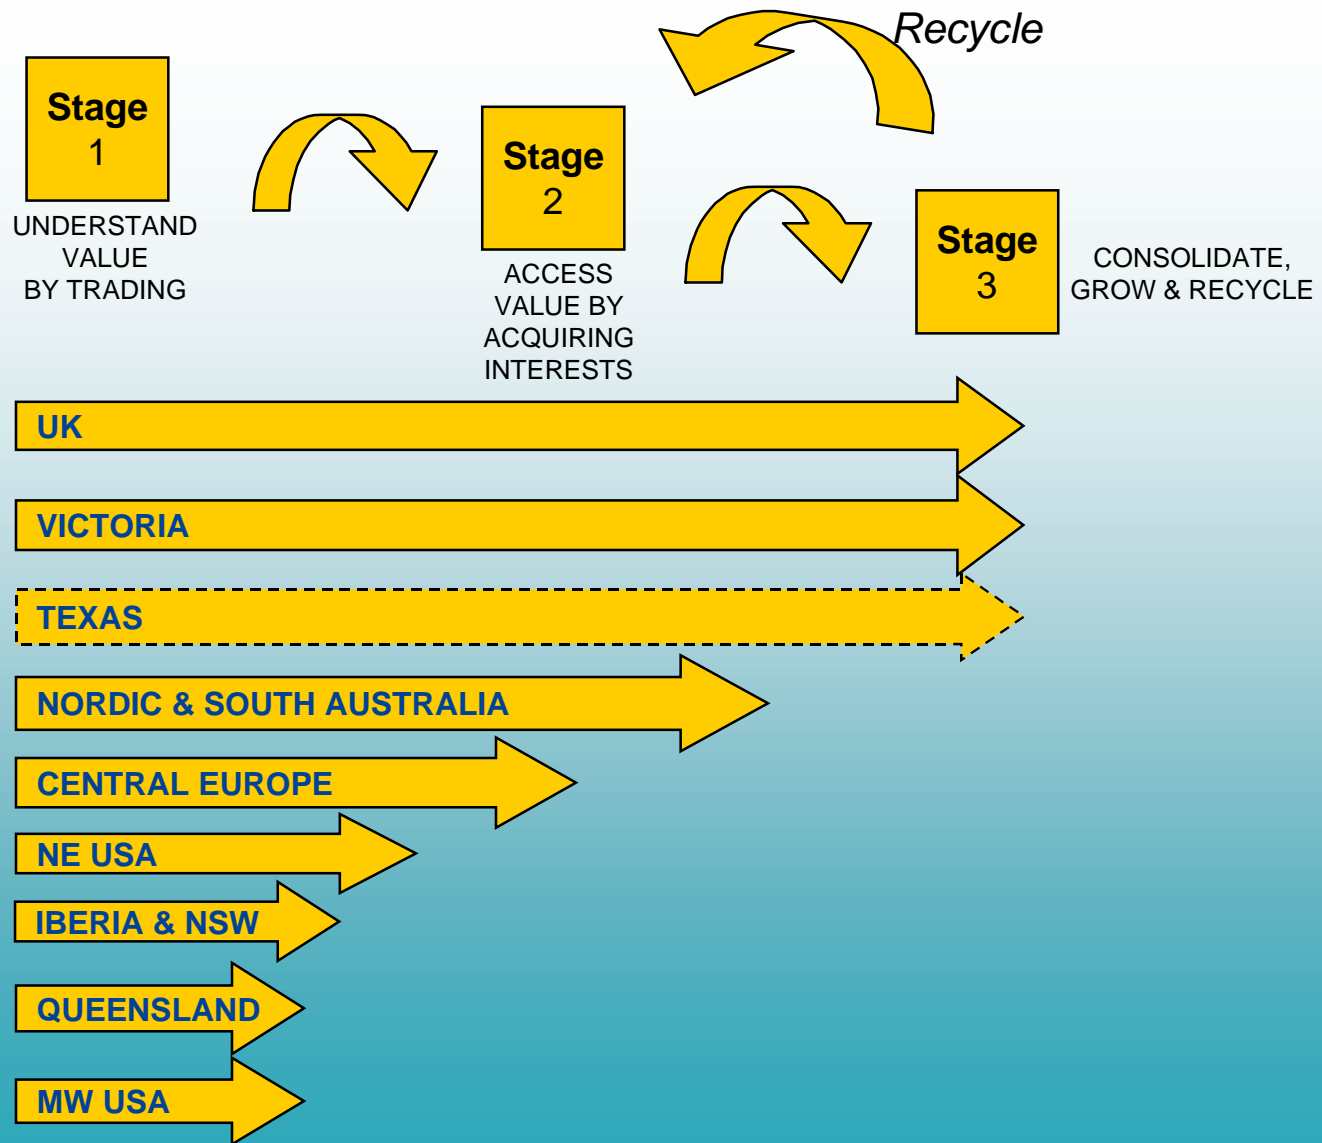 Recycle
Stage
1
UNDERSTAND
VALUE
BY TRADING
Stage
2
ACCESS
VALUE BY
ACQUIRING
INTERESTS
Stage
3
CONSOLIDATE,
GROW & RECYCLE
UK
VICTORIA
TEXAS
NORDIC & SOUTH AUSTRALIA
CENTRAL EUROPE
NE USA
IBERIA & NSW
QUEENSLAND
MW USA